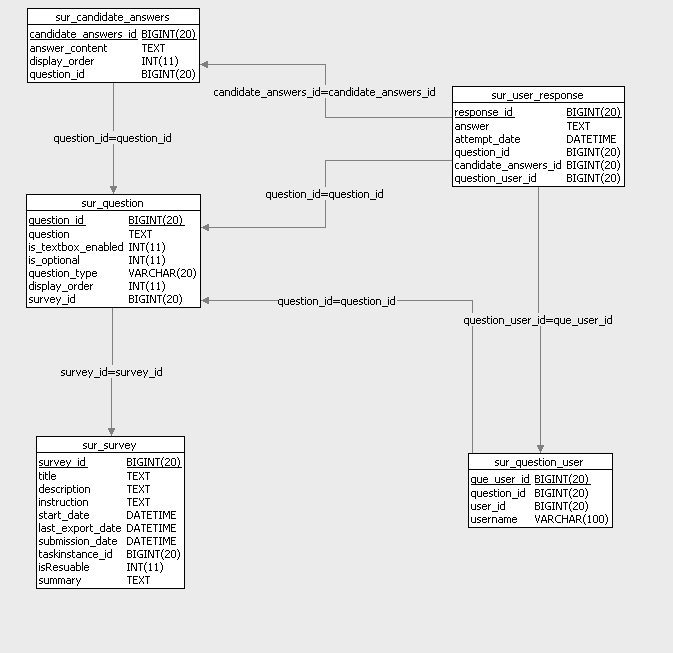 sur_candidate_answers
candidate_answers_id BIGINT(20)
answer_content TEXT
display_order INT(11)
question_id BIGINT(20)
candidate_answers_id=candidate_answers_id
sur_user_response
response_id BIGINT(20)
answer TEXT
attempt_date DATETIME
question_id BIGINT(20)
candidate_answers_id BIGINT(20)
question_user_id BIGINT(20)
question_id=question_id
question_id=question_id
sur_question
question_id BIGINT(20)
question TEXT
is_textbox_enabled INT(11)
is_optional INT(11)
question_type VARCHAR(20)
display_order INT(11)
survey_id BIGINT(20)
question_id=question_id
question_user_id=que_user_id
survey_id=survey_id
sur_survey
survey_id BIGINT(20)
title TEXT
description TEXT
instruction TEXT
start_date DATETIME
last_export_date DATETIME
submission_date DATETIME
taskinstance_id BIGINT(20)
isResuable INT(11)
summary TEXT
sur_question_user
que_user_id BIGINT(20)
question_id BIGINT(20)
user_id BIGINT(20)
username VARCHAR(100)